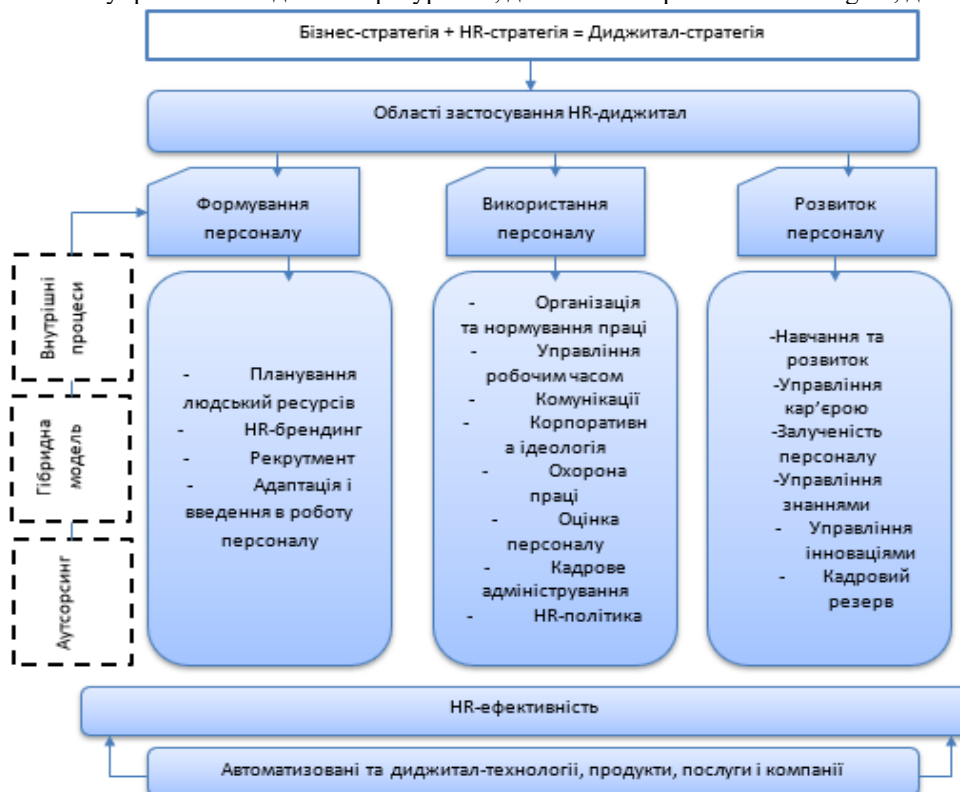 Бізнес-стратегія + HR-стратегія = Диджитал-стратегія
Області застосування HR-диджитал
Формування
персоналу
Використання
персоналу
Розвиток
персоналу
Внутрішні
процеси
Гібридна
модель
Аутсорсинг
- Планування
людський ресурсів
- HR-брендинг
- Рекрутмент
- Адаптація і
введення в роботу
персоналу
- Організація
та нормування праці
- Управління
робочим часом
- Комунікації
- Корпоративн
а ідеологія
- Охорона
праці
- Оцінка
персоналу
- Кадрове
адміністрування
- HR-політика
-Навчання та
розвиток
-Управління
кар’єрою
-Залученість
персоналу
-Управління
знаннями
- Управління
інноваціями
- Кадровий
резерв
HR-ефективність
Автоматизовані та диджитал-технології, продукти, послуги і компанії